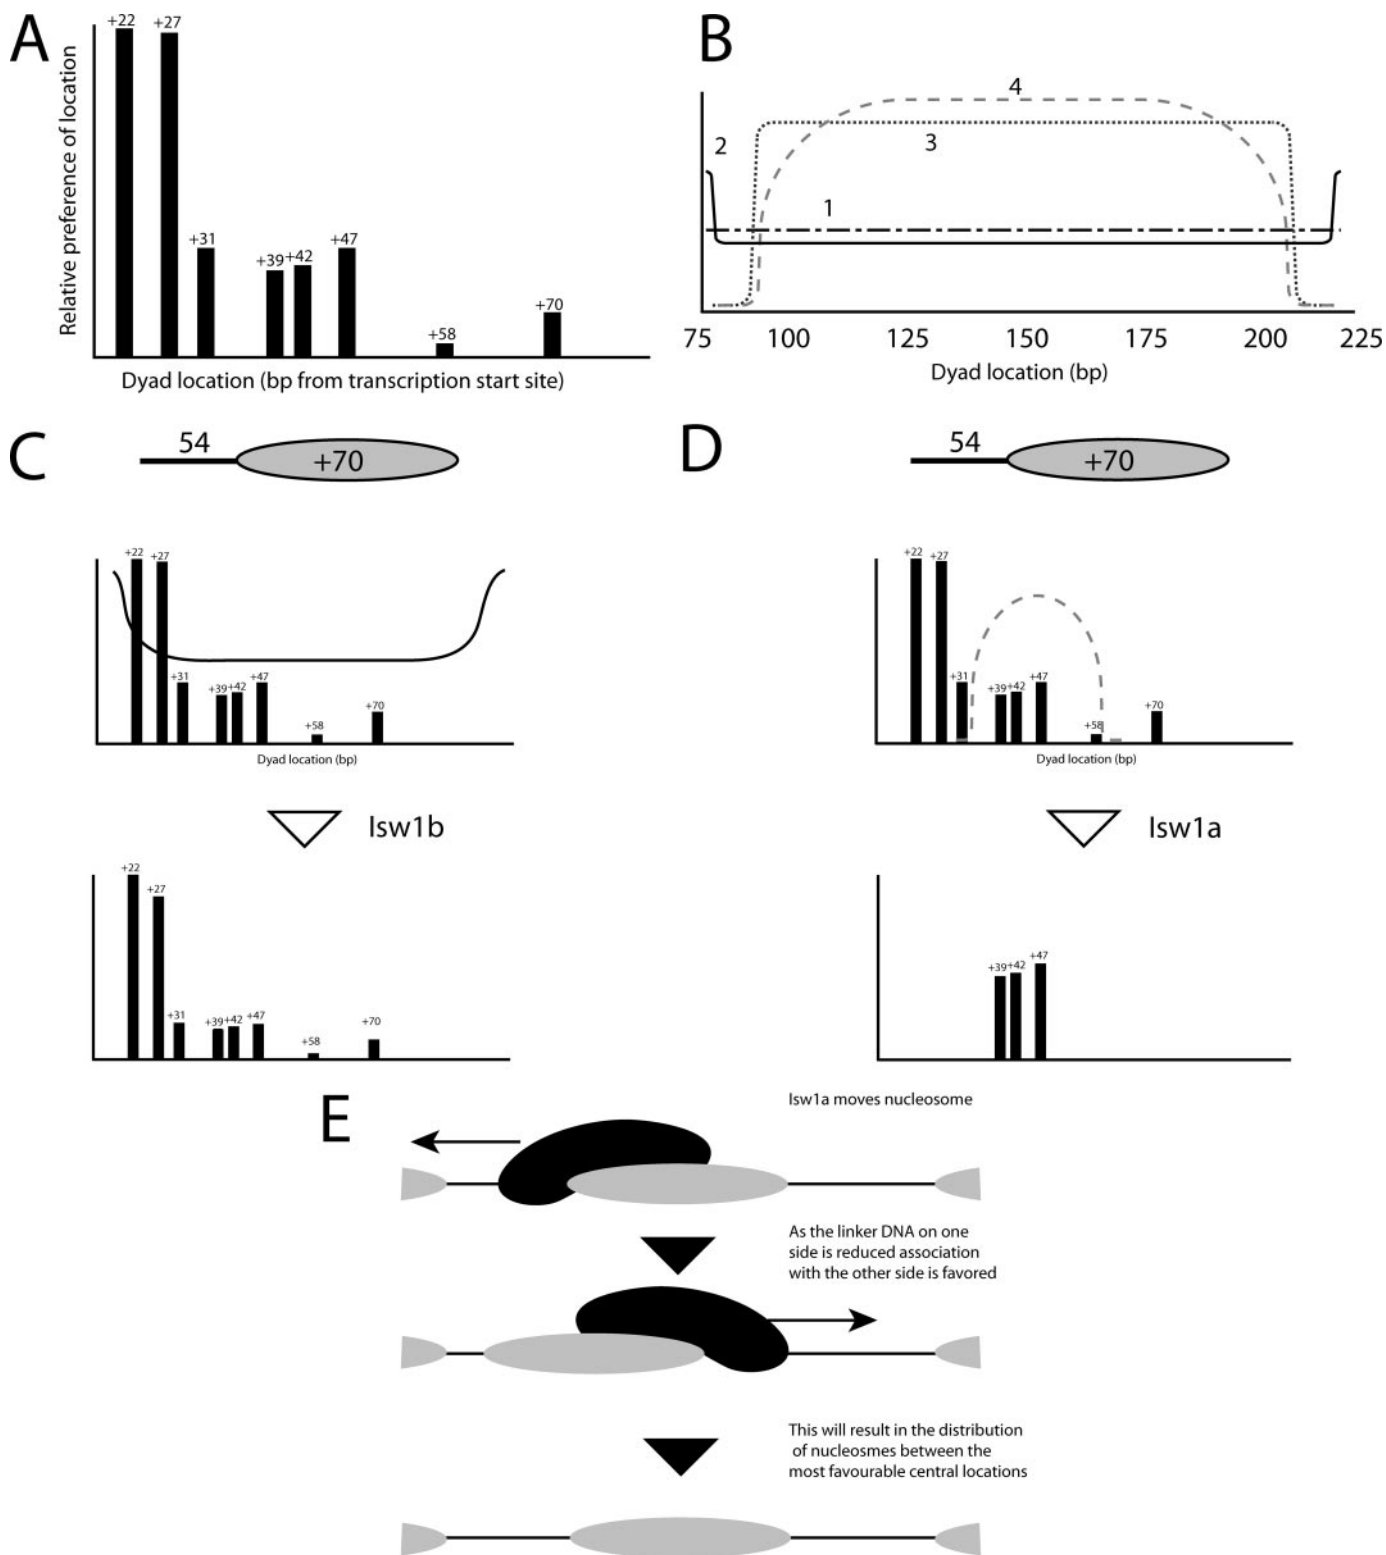 A
+22
+27
+31
+39
+42
+47
+58
+70
Relative preference of location
Dyad location (bp from transcription start site)
B
4
2
3
1
75 100 125 150 175 200 225
Dyad location (bp)
C
54
+70
+22
+27
+31
+39
+42
+47
+58
+70
Dyad location (bp)
Isw1b
+22
+27
+31
+39
+42
+47
+58
+70
D
54
+70
+22
+27
+31
+39
+42
+47
+58
+70
Dyad location (bp)
Isw1a
+39
+42
+47
E
Isw1a moves nucleosome
As the linker DNA on one
side is reduced association
with the other side is favored
This will result in the distribution
of nucleosmes between the
most favourable central locations